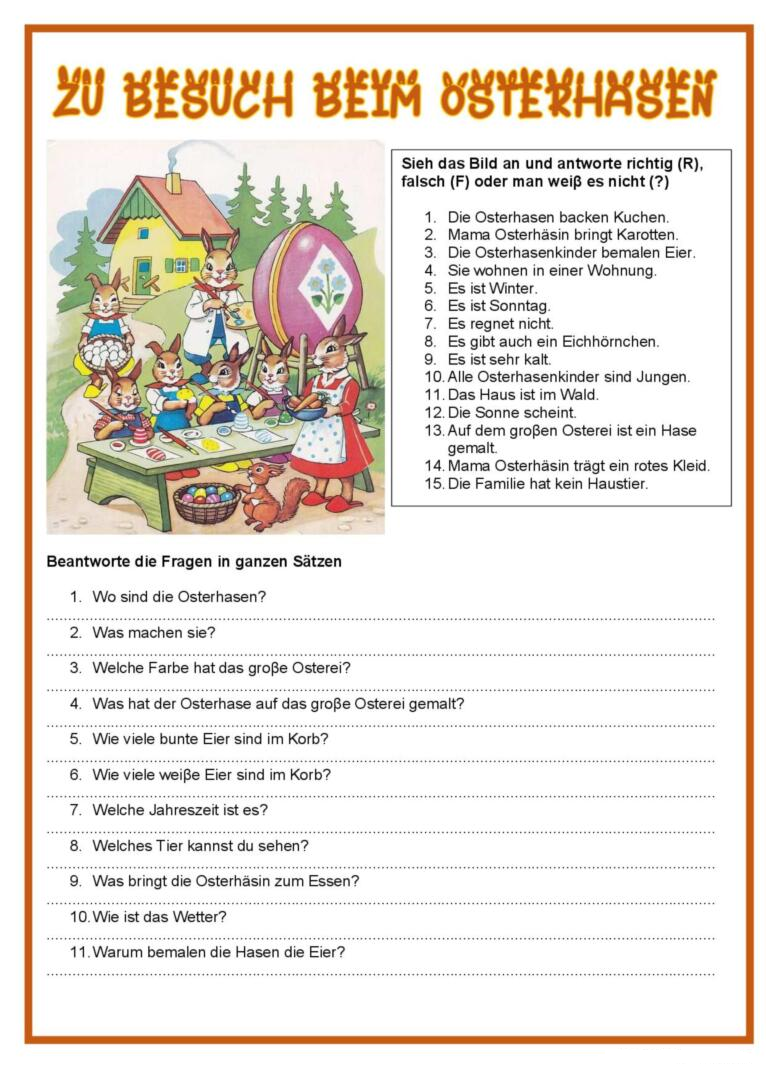 ZU BESUCH BEIM OSTERHASEN
Sieh das Bild an und antworte richtig (R),
falsch (F) oder man weiß es nicht (?)
1. Die Osterhasen backen Kuchen.
2. Mama Osterhäsin bringt Karotten.
3. Die Osterhasenkinder bemalen Eier.
4. Sie wohnen in einer Wohnung.
5. Es ist Winter.
6. Es ist Sonntag.
7. Es regnet nicht.
8. Es gibt auch ein Eichhörnchen.
9. Es ist sehr kalt.
10. Alle Osterhasenkinder sind Jungen.
11. Das Haus ist im Wald.
12. Die Sonne scheint.
13. Auf dem groβen Osterei ist ein Hase
gemalt.
14. Mama Osterhäsin trägt ein rotes Kleid.
15. Die Familie hat kein Haustier.
Beantworte die Fragen in ganzen Sätzen
1. Wo sind die Osterhasen?
2. Was machen sie?
3. Welche Farbe hat das groβe Osterei?
4. Was hat der Osterhase auf das groβe Osterei gemalt?
5. Wie viele bunte Eier sind im Korb?
6. Wie viele weiβe Eier sind im Korb?
7. Welche Jahreszeit ist es?
8. Welches Tier kannst du sehen?
9. Was bringt die Osterhäsin zum Essen?
10. Wie ist das Wetter?
11. Warum bemalen die Hasen die Eier?